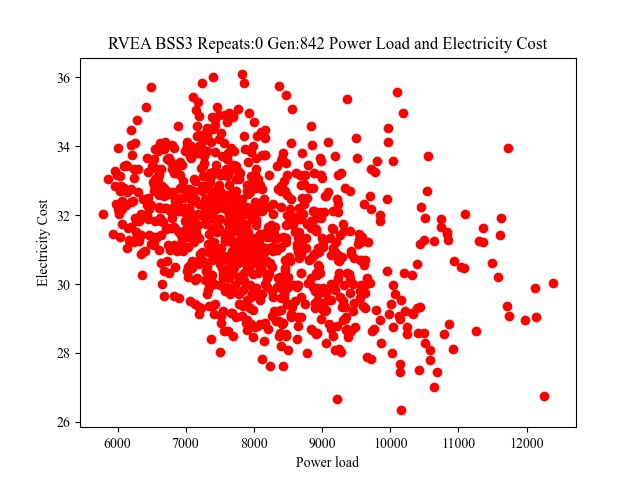 RVEA BSS3 Repeats:0 Gen:842 Power Load and Electricity Cost
36
34
32
30
28
26
Electricity Cost
6000 7000 8000 9000 10000 11000 12000
Power load